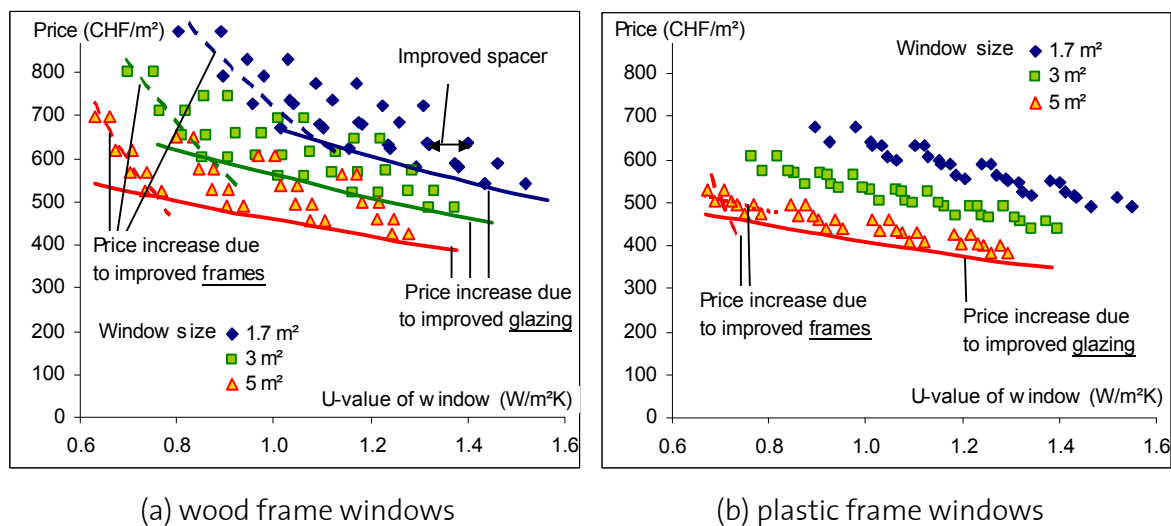 Price (CHF/m²)
800
700
600
500
400
300
200
100
0
0.6
0.8
1.0
1.2
1.4
1.6
Improved spacer
Price increase due
to improved frames
Price increase due
to improved glazing
Window size
1.7 m²
3 m²
5 m²
U-value of window (W/m²K)
(a) wood frame windows
Price (CHF/m²)
800
700
600
500
400
300
200
100
0
0.6
0.8
1.0
1.2
1.4
1.6
Window size
1.7 m²
3 m²
5 m²
Price increase due
to improved frames
Price increase due
to improved glazing
U-value of window (W/m²K)
(b) plastic frame windows